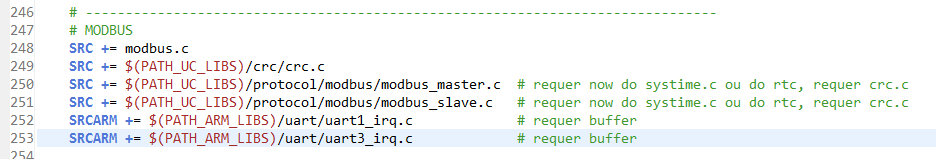 246 # -------------------------------------------------------------------------------
247 # MODBUS
248 SRC += modbus.c
249 SRC += $(PATH_UC_LIBS)/crc/crc.c
250 SRC += $(PATH_UC_LIBS)/protocol/modbus/modbus_master.c # requer now do systime.c ou do rtc, requer crc.c
251 SRC += $(PATH_UC_LIBS)/protocol/modbus/modbus_slave.c # requer now do systime.c ou do rtc, requer crc.c
252 SRCARM += $(PATH_ARM_LIBS)/uart/uart1_irq.c # requer buffer
253 SRCARM += $(PATH_ARM_LIBS)/uart/uart3_irq.c # requer buffer
254